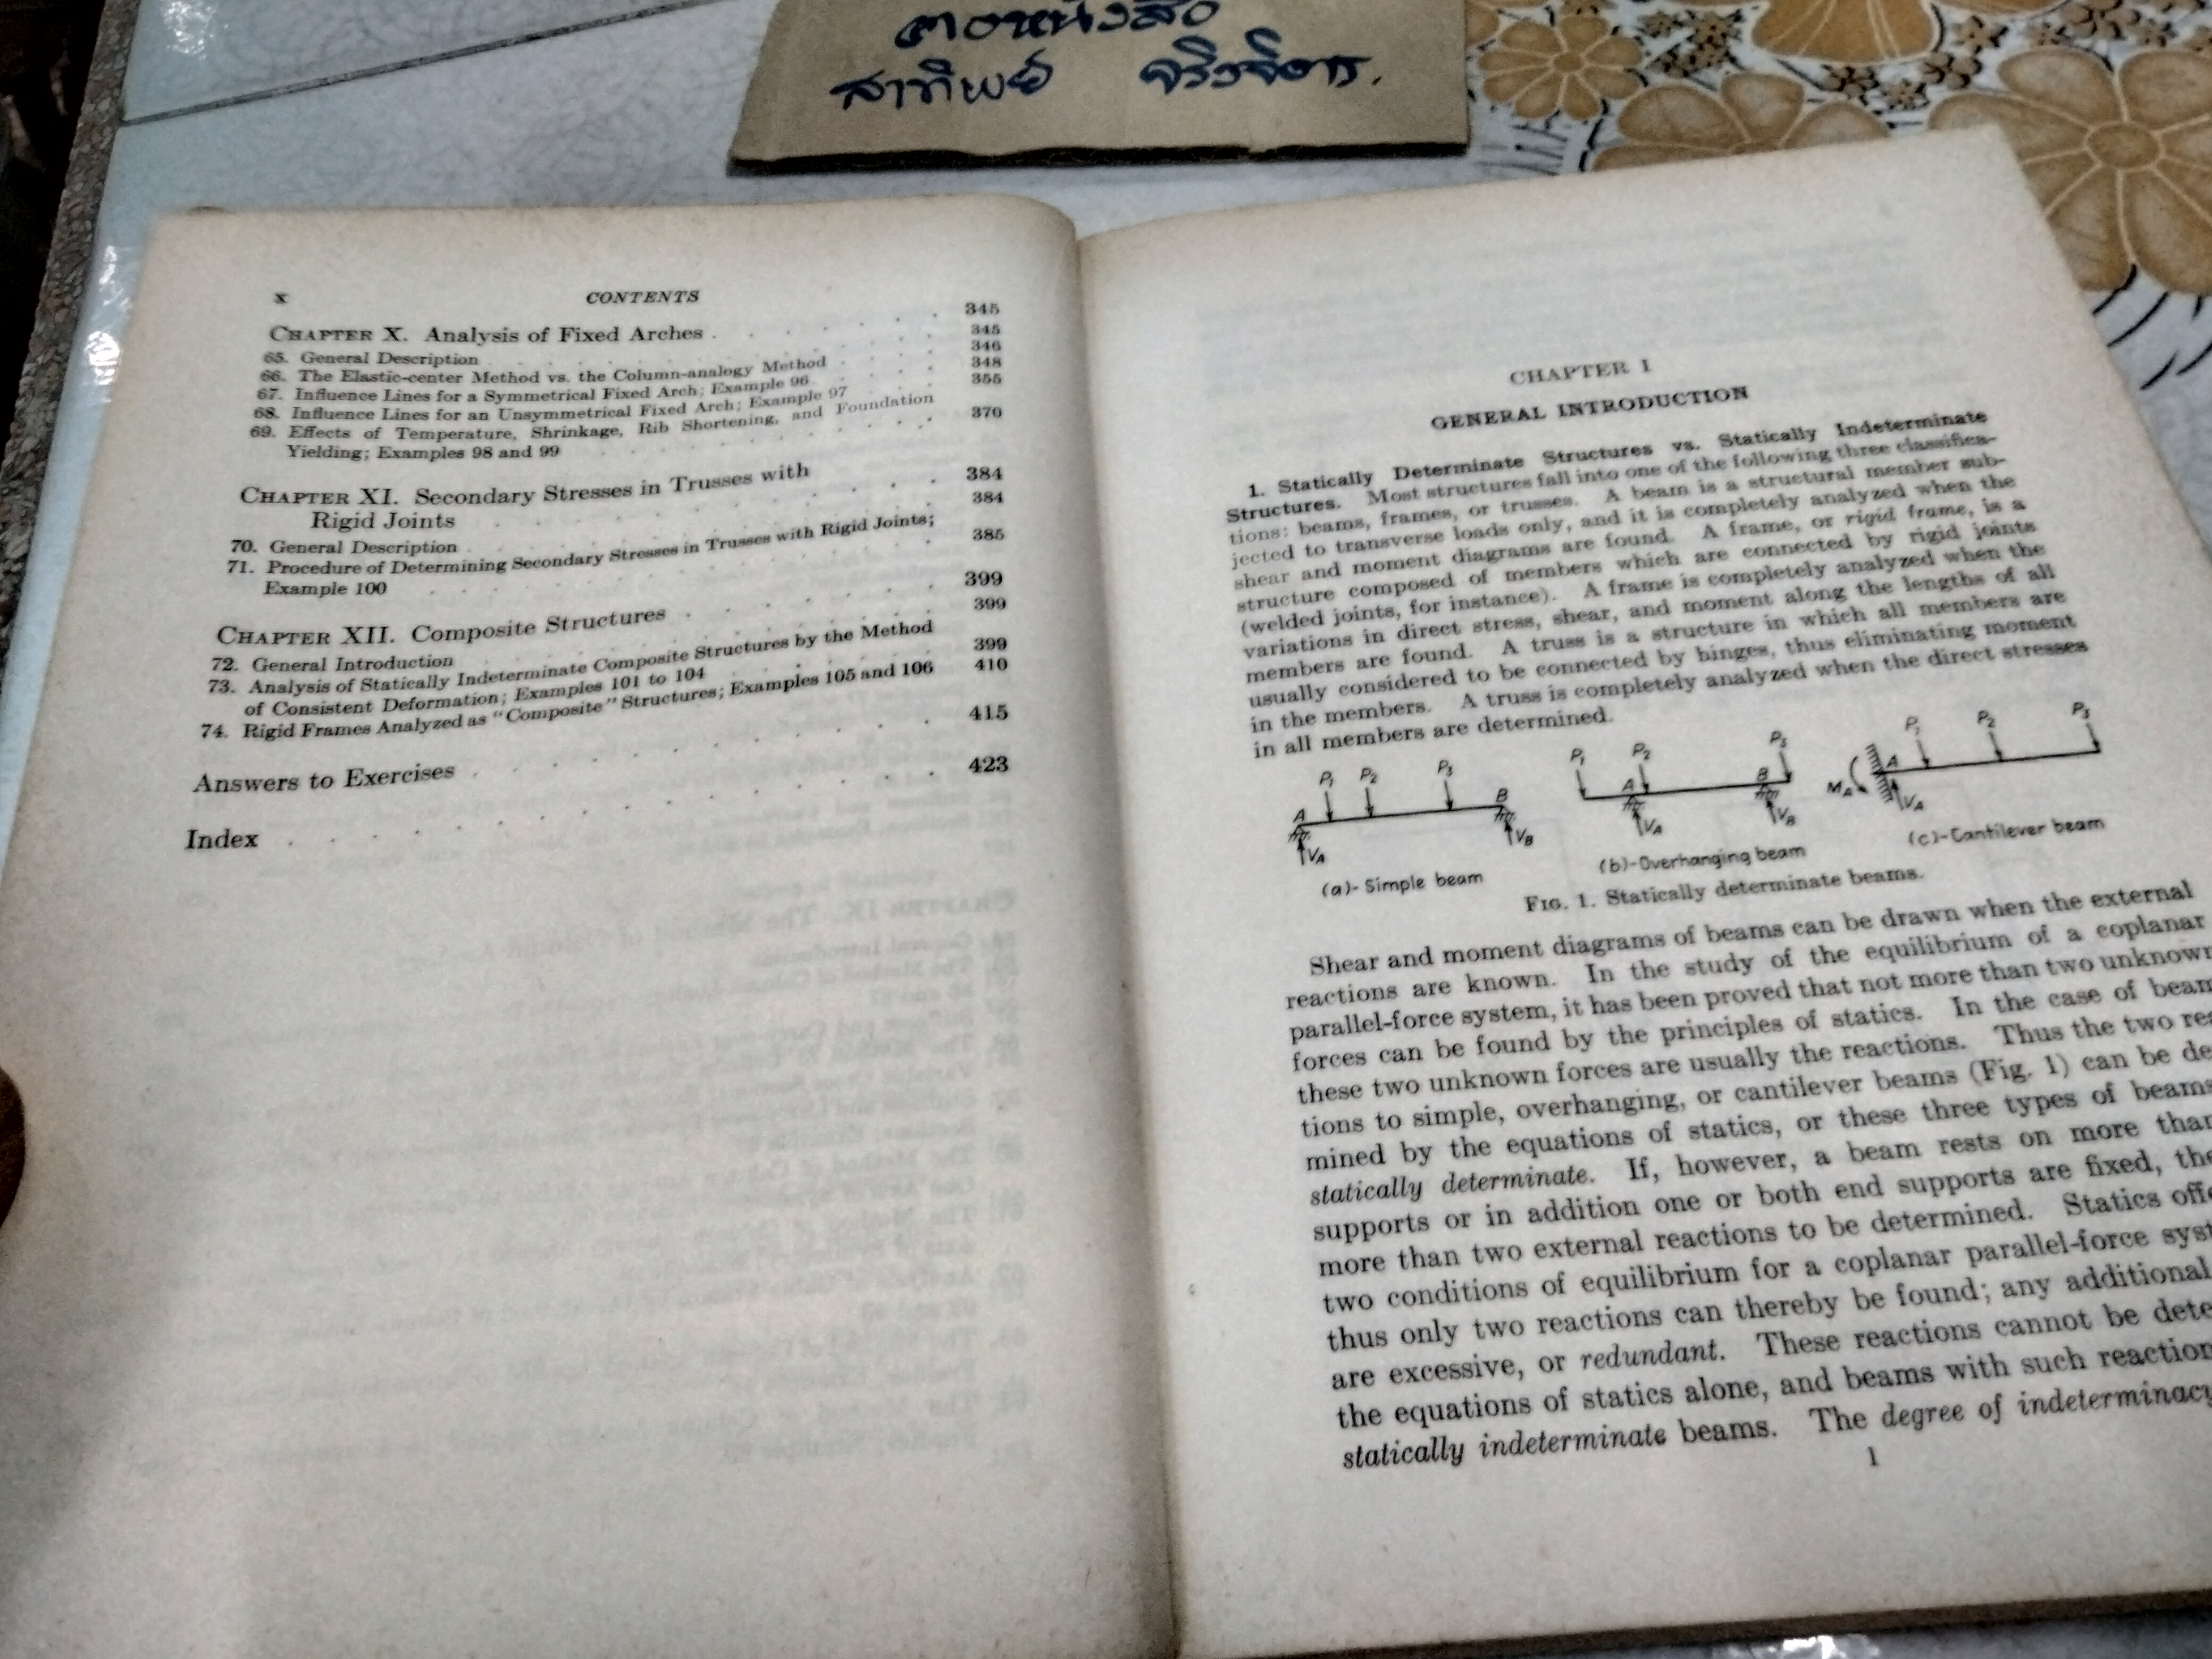 สาทิพย์ จริงจิตร.
x CONTENTS
CHAPTER X. Analysis of Fixed Arches . . . . . . 345
65. General Description . . . . . . 345
66. The Elastic-center Method vs. the Column-analogy Method . . . 346
67. Influence Lines for a Symmetrical Fixed Arch; Example 96 . . . 348
68. Influence Lines for an Unsymmetrical Fixed Arch; Example 97 . . 355
69. Effects of Temperature, Shrinkage, Rib Shortening, and Foundation
Yielding; Examples 98 and 99 . . . . . . 370
CHAPTER XI. Secondary Stresses in Trusses with
Rigid Joints . . . . . . 384
70. General Description . . . . . . 384
71. Procedure of Determining Secondary Stresses in Trusses with Rigid Joints;
Example 100 . . . . . . 385
CHAPTER XII. Composite Structures . . . . . . 399
72. General Introduction . . . . . . 399
73. Analysis of Statically Indeterminate Composite Structures by the Method
of Consistent Deformation; Examples 101 to 104 . . . . 399
74. Rigid Frames Analyzed as "Composite" Structures; Examples 105 and 106 410
Answers to Exercises . . . . . . 415
Index . . . . . . 423
CHAPTER I
GENERAL INTRODUCTION
1. Statically Determinate Structures vs. Statically Indeterminate
Structures. Most structures fall into one of the following three classifica-
tions: beams, frames, or trusses. A beam is a structural member sub-
jected to transverse loads only, and it is completely analyzed when the
shear and moment diagrams are found. A frame, or rigid frame, is a
structure composed of members which are connected by rigid joints
(welded joints, for instance). A frame is completely analyzed when the
variations in direct stress, shear, and moment along the lengths of all
members are found. A truss is a structure in which all members are
usually considered to be connected by hinges, thus eliminating moment
in the members. A truss is completely analyzed when the direct stresses
in all members are determined.
P1 P2 P3 A B VA VB
(a)-Simple beam
P1 P2 P3 A B VA VB
(b)-Overhanging beam
P1 P2 P3 MA A VA
(c)-Cantilever beam
FIG. 1. Statically determinate beams.
Shear and moment diagrams of beams can be drawn when the external
reactions are known. In the study of the equilibrium of a coplanar
parallel-force system, it has been proved that not more than two unknown
forces can be found by the principles of statics. In the case of beam
these two unknown forces are usually the reactions. Thus the two rea
tions to simple, overhanging, or cantilever beams (Fig. 1) can be de
mined by the equations of statics, or these three types of beams
statically determinate. If, however, a beam rests on more than
supports or in addition one or both end supports are fixed, the
more than two external reactions to be determined. Statics offe
two conditions of equilibrium for a coplanar parallel-force syst
thus only two reactions can thereby be found; any additional
are excessive, or redundant. These reactions cannot be dete
the equations of statics alone, and beams with such reaction
statically indeterminate beams. The degree of indeterminacy
1